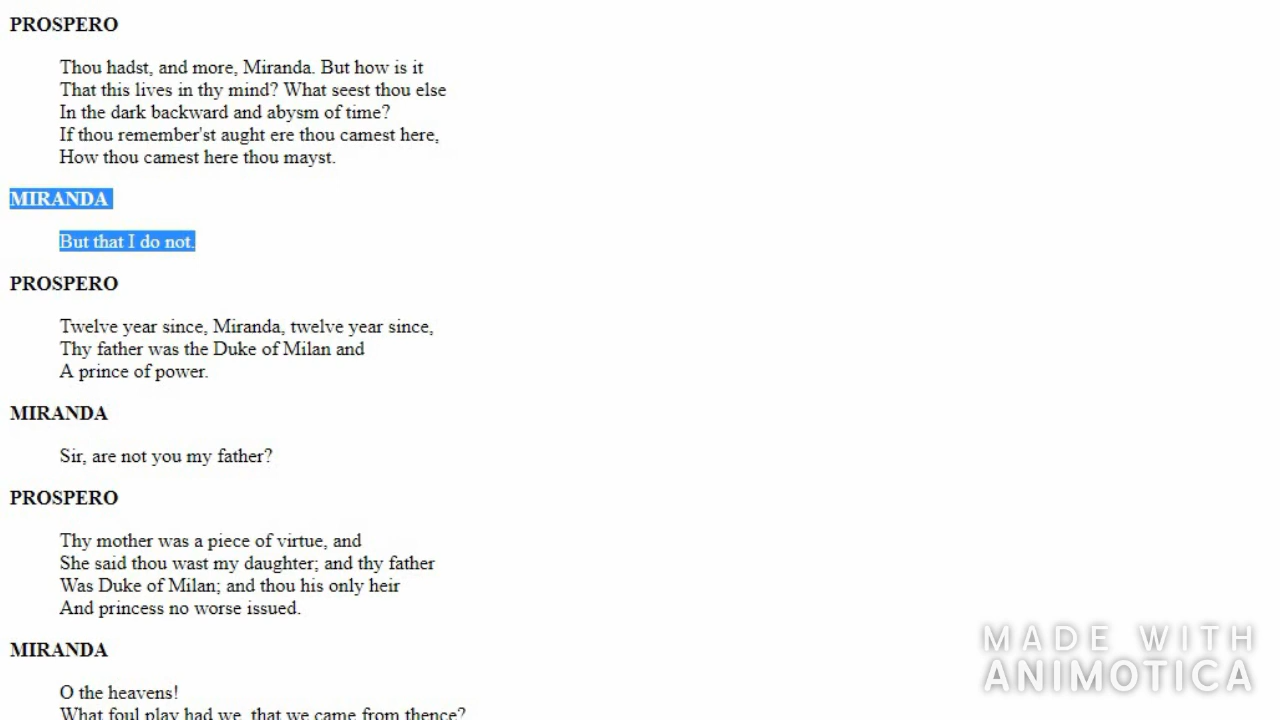 PROSPERO
Thou hadst, and more, Miranda. But how is it
That this lives in thy mind? What seest thou else
In the dark backward and abysm of time?
If thou remember'st aught ere thou camest here,
How thou camest here thou mayst.
MIRANDA
But that I do not.
PROSPERO
Twelve year since, Miranda, twelve year since,
Thy father was the Duke of Milan and
A prince of power.
MIRANDA
Sir, are not you my father?
PROSPERO
Thy mother was a piece of virtue, and
She said thou wast my daughter; and thy father
Was Duke of Milan; and thou his only heir
And princess no worse issued.
MIRANDA
O the heavens!
What foul play had we, that we came from thence?
MADE WITH
ANIMOTICA